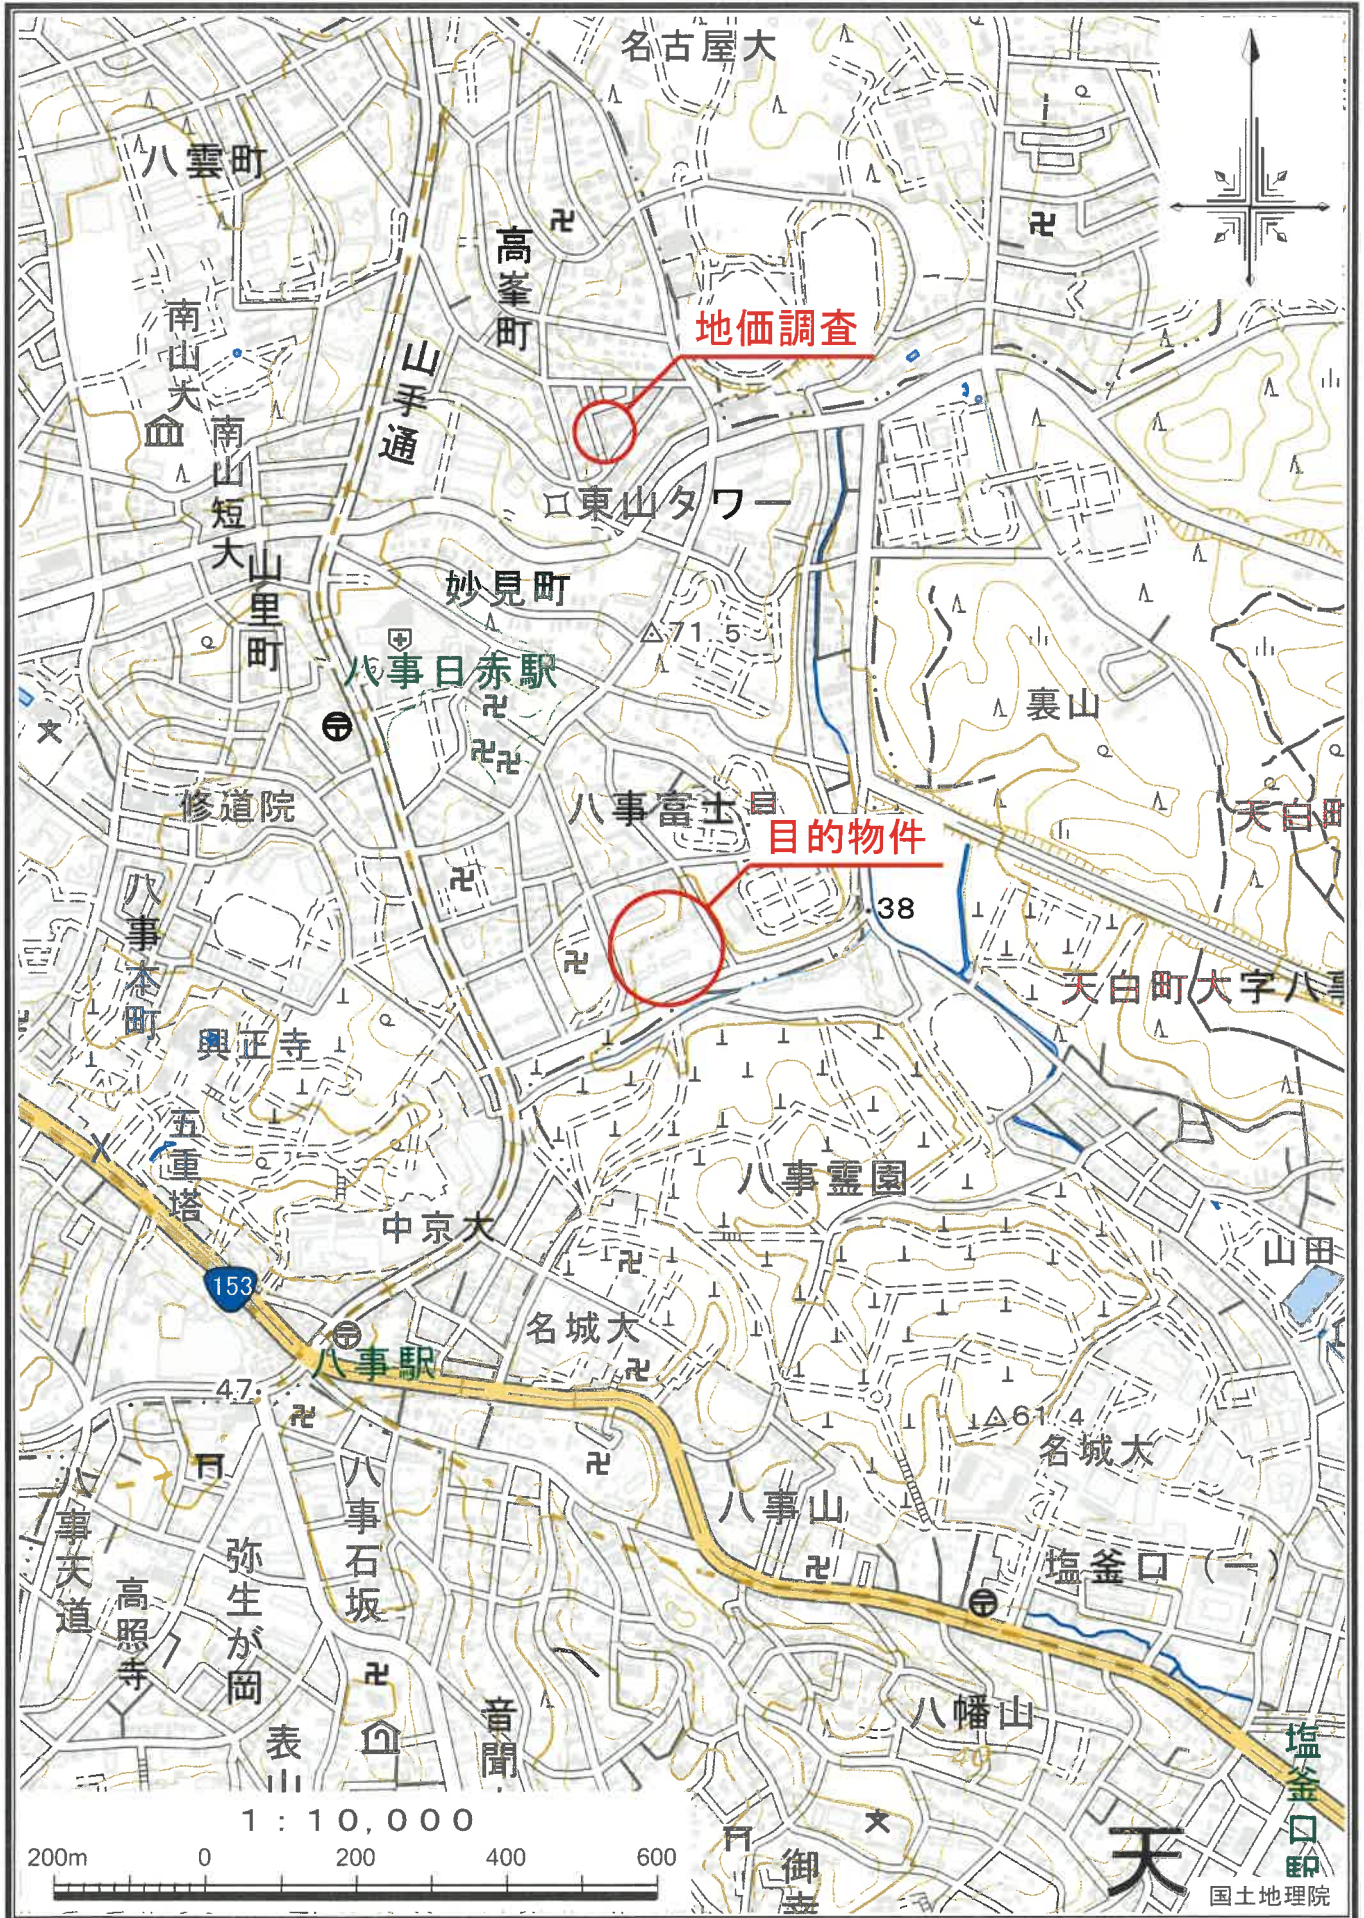 名古屋大
八雲町
高峯町
地価調査
南山大
山手通
南山短大
東山タワー
山里町
妙見町
71.5
八事日赤駅
裏山
修道院
八事富士見
目的物件
天白町
八事本町
38
天白町大字八事
興正寺
五重塔
八事霊園
中京大
山田
153
名城大
八事駅
47
61.4
名城大
八事山
八事石坂
八事天道
弥生が岡
塩釜口(一)
高照寺
八幡山
音聞
表山
40
塩釜口駅
1:10,000
200m 0 200 400 600
御幸
天
国土地理院